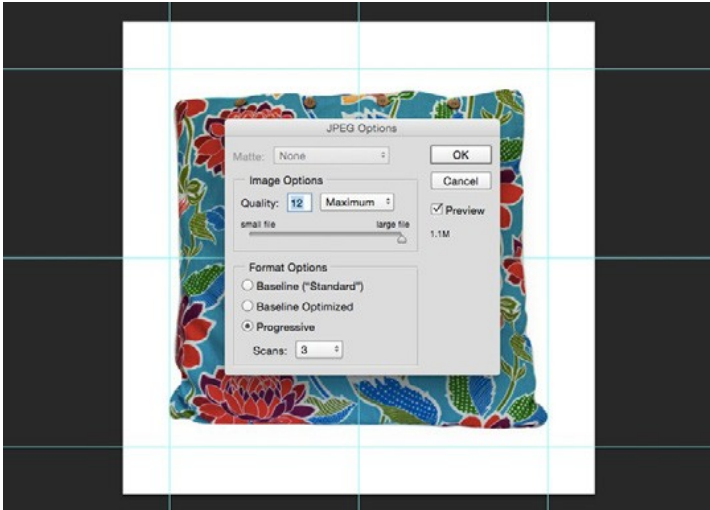 JPEG Options
Matte: None
OK
Image Options
Cancel
Quality: 12 Maximum
Preview
small file large file
1.1M
Format Options
Baseline ("Standard")
Baseline Optimized
Progressive
Scans: 3